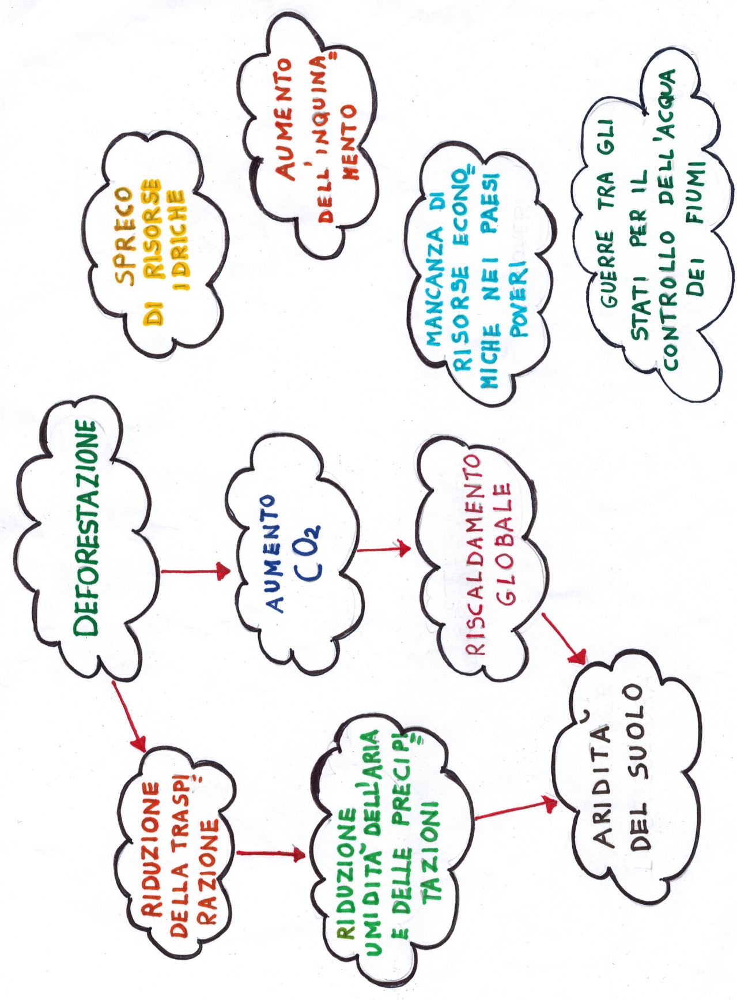 DEFORESTAZIONE
RIDUZIONE
DELLA TRASPI=
RAZIONE
AUMENTO
CO2
SPRECO
DI RISORSE
IDRICHE
AUMENTO
DELL'INQUINA=
MENTO
RIDUZIONE
UMIDITÀ DELL'ARIA
E DELLE PRECIPI=
TAZIONI
RISCALDAMENTO
GLOBALE
MANCANZA DI
RISORSE ECONO=
MICHE NEI PAESI
POVERI
ARIDITÀ
DEL SUOLO
GUERRE TRA GLI
STATI PER IL
CONTROLLO DELL'ACQUA
DEI FIUMI